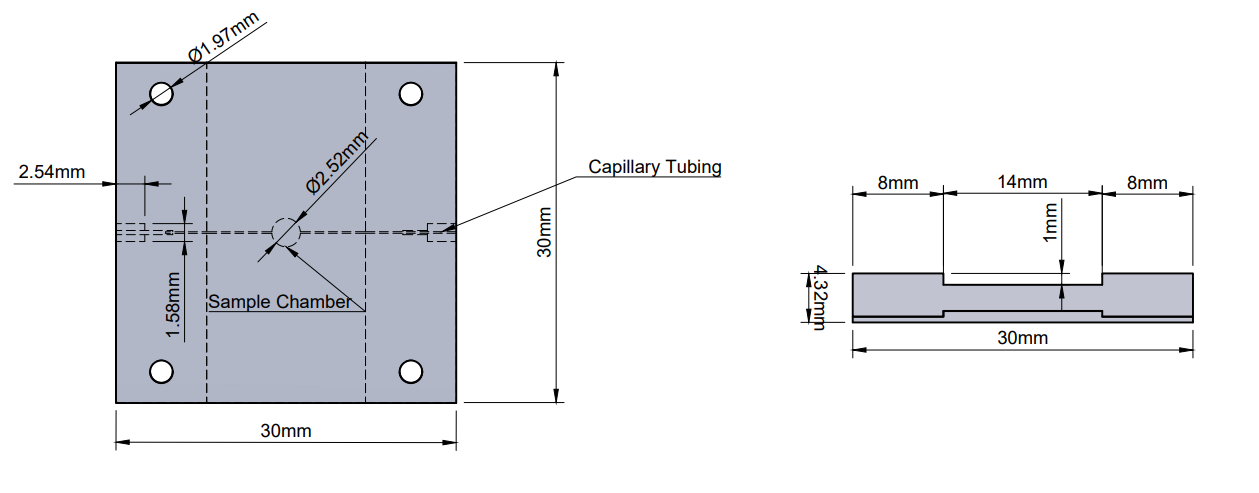 Ø1.97mm
2.54mm
Ø2.52mm
Capillary Tubing
30mm
1.58mm
Sample Chamber
30mm
8mm
14mm
8mm
1mm
4.32mm
30mm